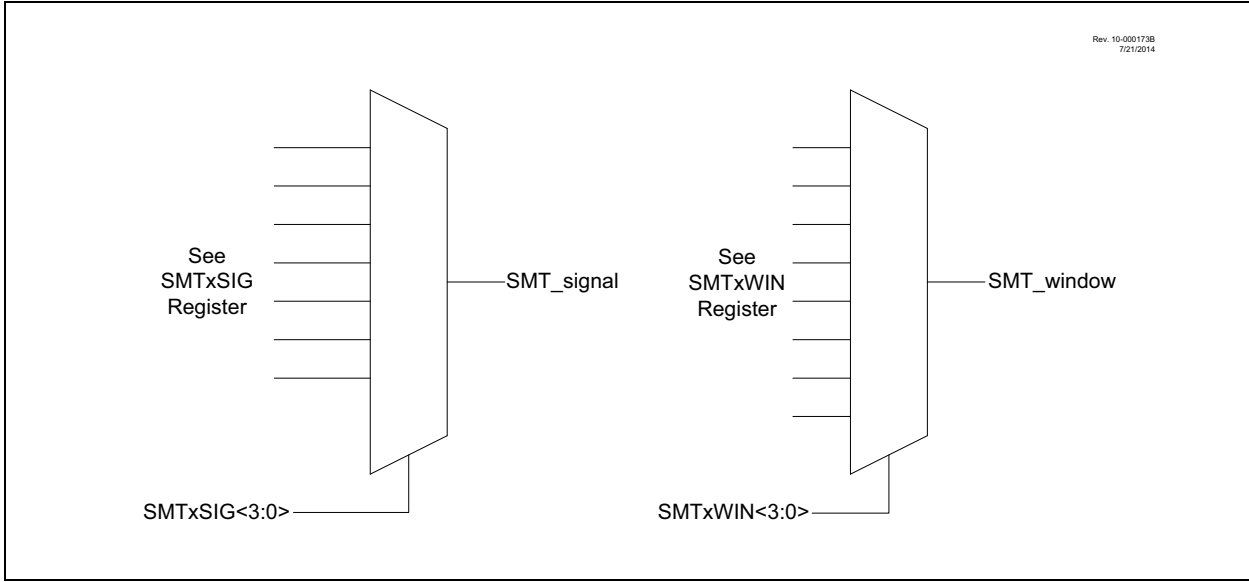 Rev. 10-000173B
7/21/2014
See
SMTxSIG
Register
SMT_signal
SMTxSIG<3:0>
See
SMTxWIN
Register
SMT_window
SMTxWIN<3:0>